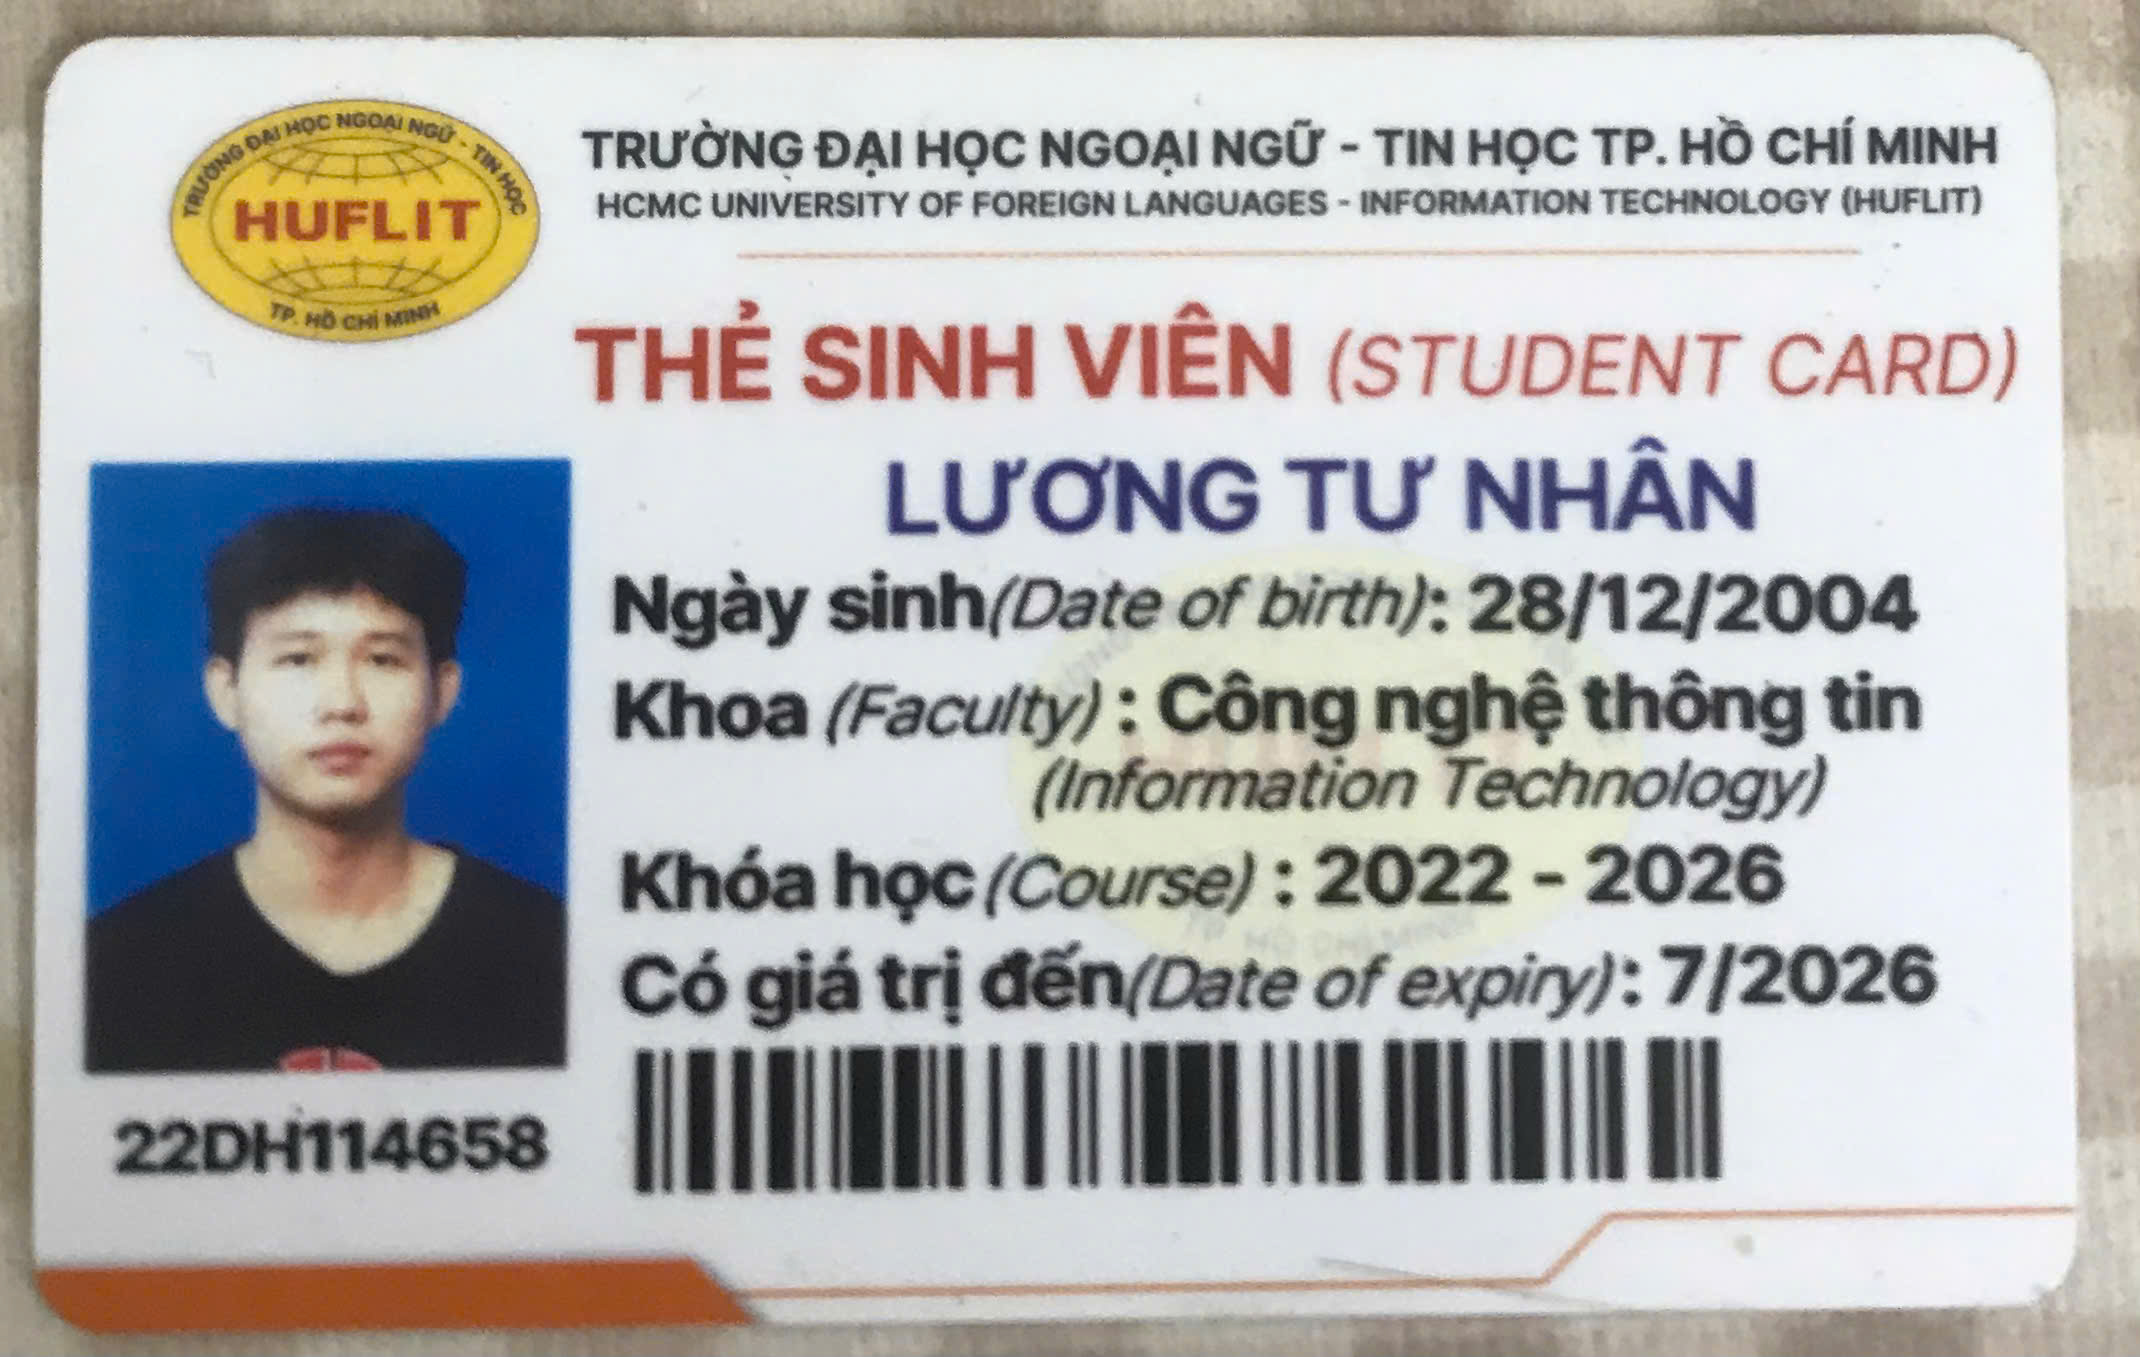 TRƯỜNG ĐẠI HỌC NGOẠI NGỮ - TIN HỌC
HUFLIT
TP. HỒ CHÍ MINH
TRƯỜNG ĐẠI HỌC NGOẠI NGỮ - TIN HỌC TP. HỒ CHÍ MINH
HCMC UNIVERSITY OF FOREIGN LANGUAGES - INFORMATION TECHNOLOGY (HUFLIT)
THẺ SINH VIÊN (STUDENT CARD)
LƯƠNG TƯ NHÂN
Ngày sinh(Date of birth): 28/12/2004
Khoa (Faculty) : Công nghệ thông tin
(Information Technology)
Khóa học (Course) : 2022 - 2026
Có giá trị đến(Date of expiry): 7/2026
22DH114658